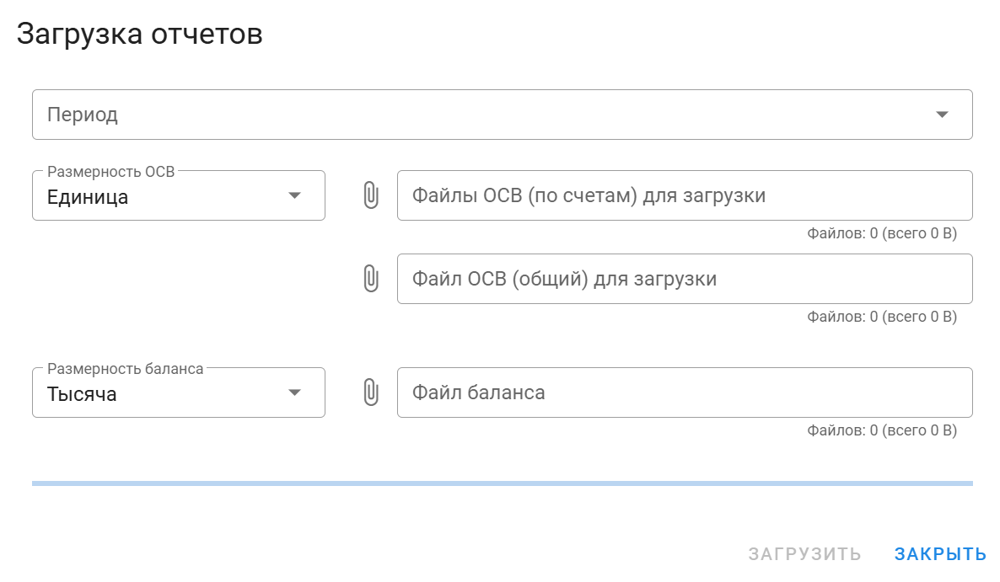 Загрузка отчетов
Период
Размерность ОСВ
Единица
Файлы ОСВ (по счетам) для загрузки
Файлов: 0 (всего 0 B)
Файл ОСВ (общий) для загрузки
Файлов: 0 (всего 0 B)
Размерность баланса
Тысяча
Файл баланса
Файлов: 0 (всего 0 B)
ЗАГРУЗИТЬ ЗАКРЫТЬ